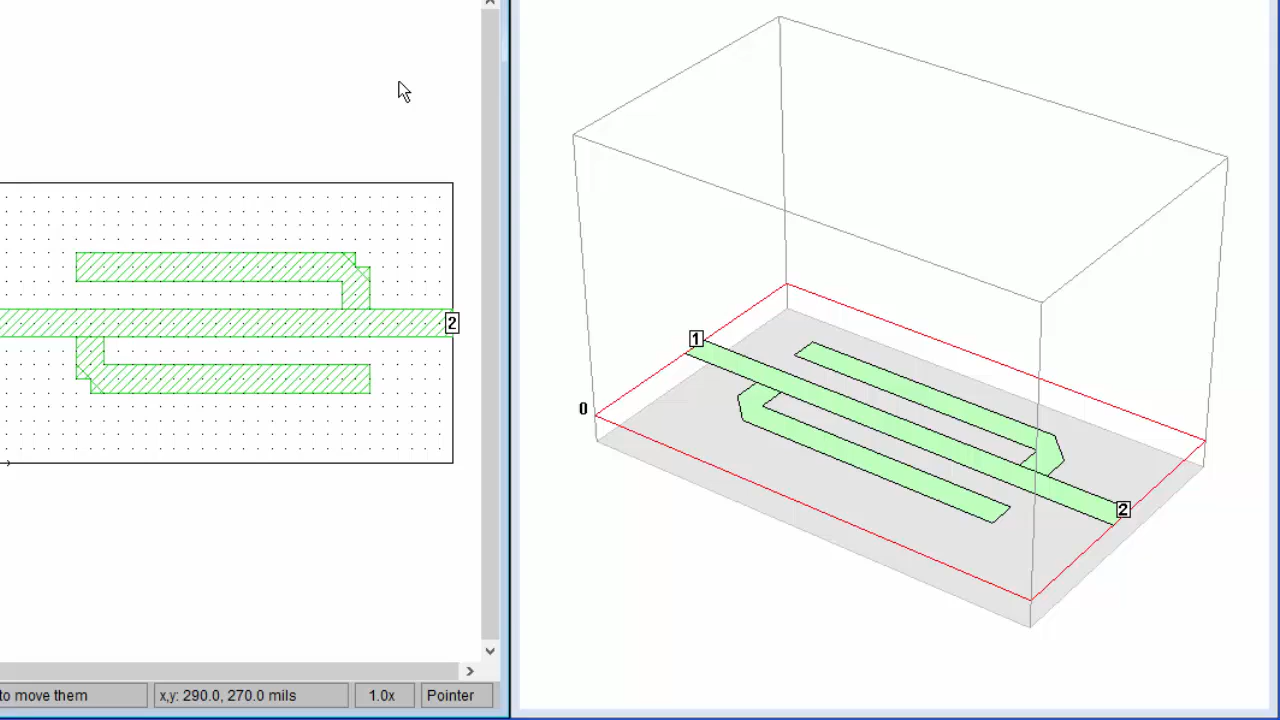 2
1
0
2
to move them
x,y: 290.0, 270.0 mils
1.0x
Pointer